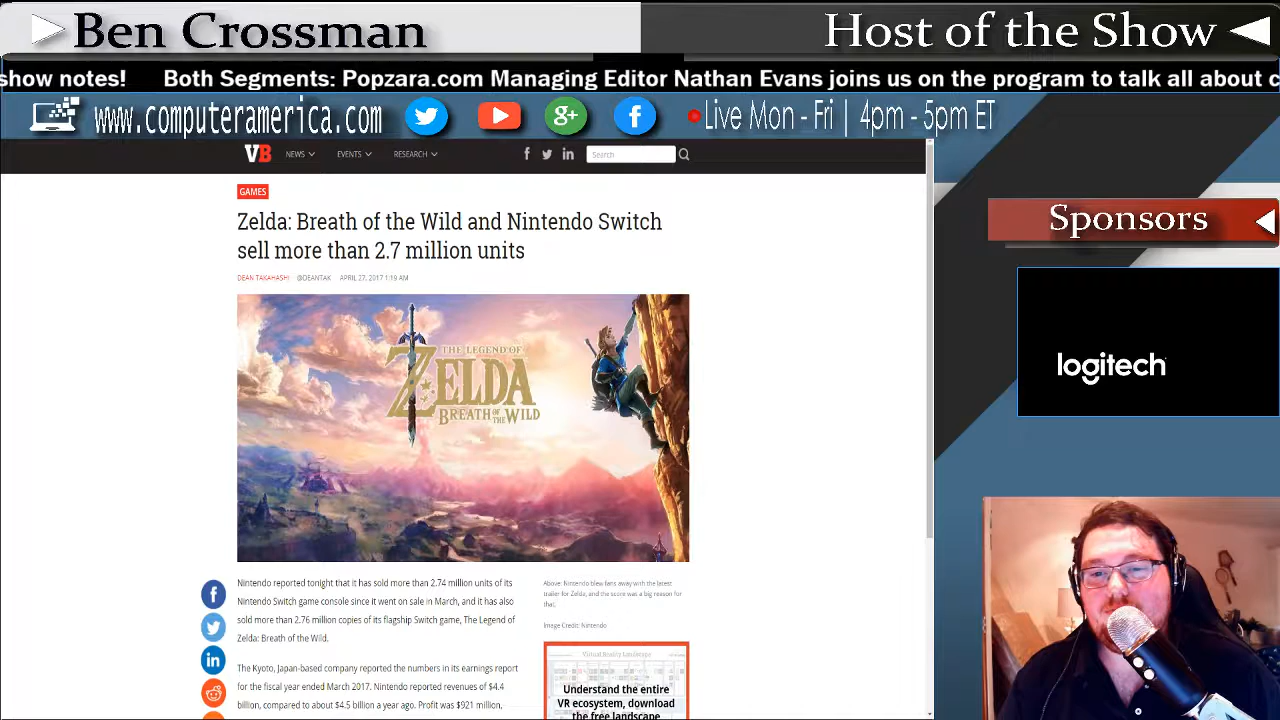 Ben Crossman
Host of the Show
show notes! Both Segments: Popzara.com Managing Editor Nathan Evans joins us on the program to talk all about c
www.computeramerica.com
Live Mon - Fri | 4pm - 5pm ET
VB NEWS EVENTS RESEARCH Search
GAMES
Zelda: Breath of the Wild and Nintendo Switch
sell more than 2.7 million units
DEAN TAKAHASHI @DEANTAK APRIL 27, 2017 1:19 AM
THE LEGEND OF
ZELDA
BREATH OF THE WILD
Nintendo reported tonight that it has sold more than 2.74 million units of its
Nintendo Switch game console since it went on sale in March, and it has also
sold more than 2.76 million copies of its flagship Switch game, The Legend of
Zelda: Breath of the Wild.
The Kyoto, Japan-based company reported the numbers in its earnings report
for the fiscal year ended March 2017. Nintendo reported revenues of $4.4
billion, compared to about $4.5 billion a year ago. Profit was $921 million,
Above: Nintendo blew fans away with the latest
trailer for Zelda, and the score was a big reason for
that.
Image Credit: Nintendo
Virtual Reality Landscape
Understand the entire
VR ecosystem, download
the free landscape
Sponsors
logitech